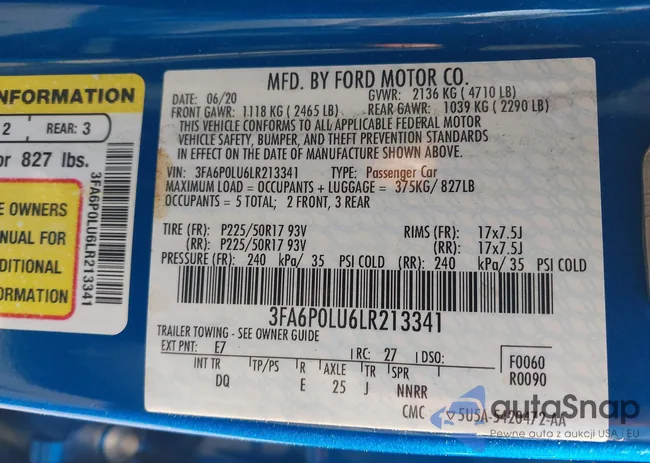 NFORMATION
2 REAR: 3
or 827 lbs.
E OWNERS
NUAL FOR
DITIONAL
ORMATION
3FA6P0LU6LR213341
MFD. BY FORD MOTOR CO.
DATE: 06/20 GVWR: 2136 KG (4710 LB)
FRONT GAWR: 1118 KG (2465 LB) REAR GAWR: 1039 KG (2290 LB)
THIS VEHICLE CONFORMS TO ALL APPLICABLE FEDERAL MOTOR
VEHICLE SAFETY, BUMPER, AND THEFT PREVENTION STANDARDS
IN EFFECT ON THE DATE OF MANUFACTURE SHOWN ABOVE.
VIN: 3FA6P0LU6LR213341 TYPE: Passenger Car
MAXIMUM LOAD = OCCUPANTS + LUGGAGE = 375KG/ 827LB
OCCUPANTS = 5 TOTAL; 2 FRONT, 3 REAR
TIRE (FR): P225/50R17 93V RIMS (FR): 17x7.5J
(RR): P225/50R17 93V (RR): 17x7.5J
PRESSURE (FR): 240 kPa/ 35 PSI COLD (RR): 240 kPa/ 35 PSI COLD
3FA6P0LU6LR213341
TRAILER TOWING - SEE OWNER GUIDE
EXT PNT: E7 RC: 27 DSO: F0060
INT TR TP/PS R AXLE TR SPR R0090
DQ E 25 J NNRR
CMC 5U5A-5420472-AA
autoSnap
Pewne auta z aukcji USA i EU